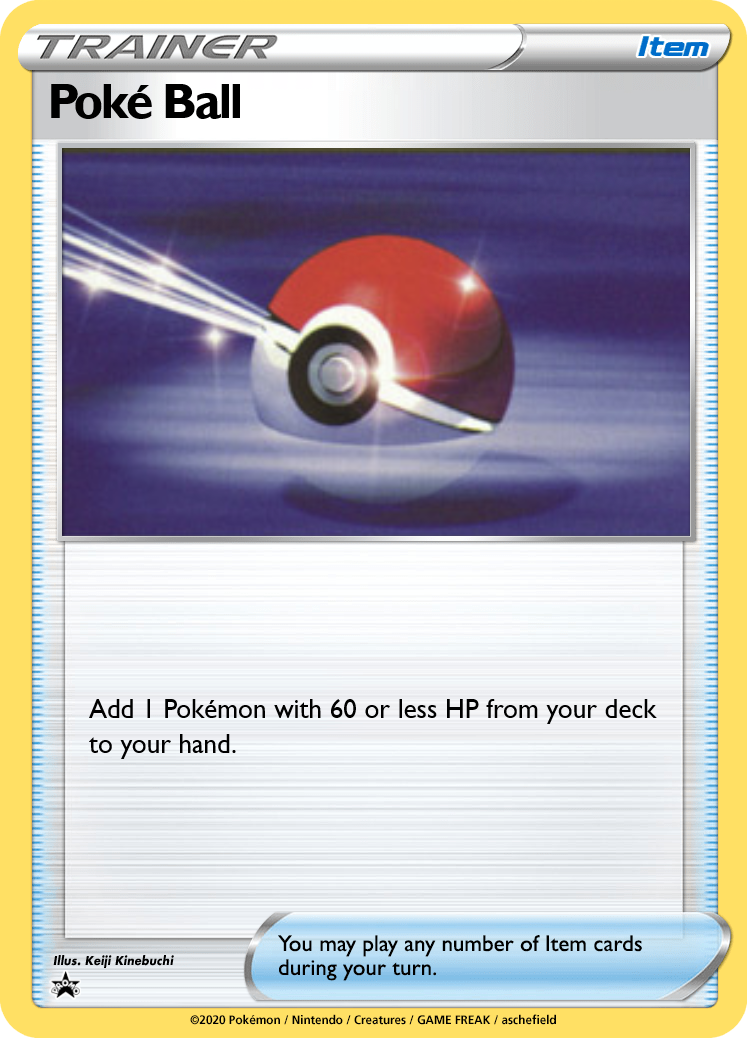 TRAINER
Item
Poké Ball
Add 1 Pokémon with 60 or less HP from your deck
to your hand.
You may play any number of Item cards
during your turn.
Illus. Keiji Kinebuchi
©2020 Pokémon / Nintendo / Creatures / GAME FREAK / aschefield